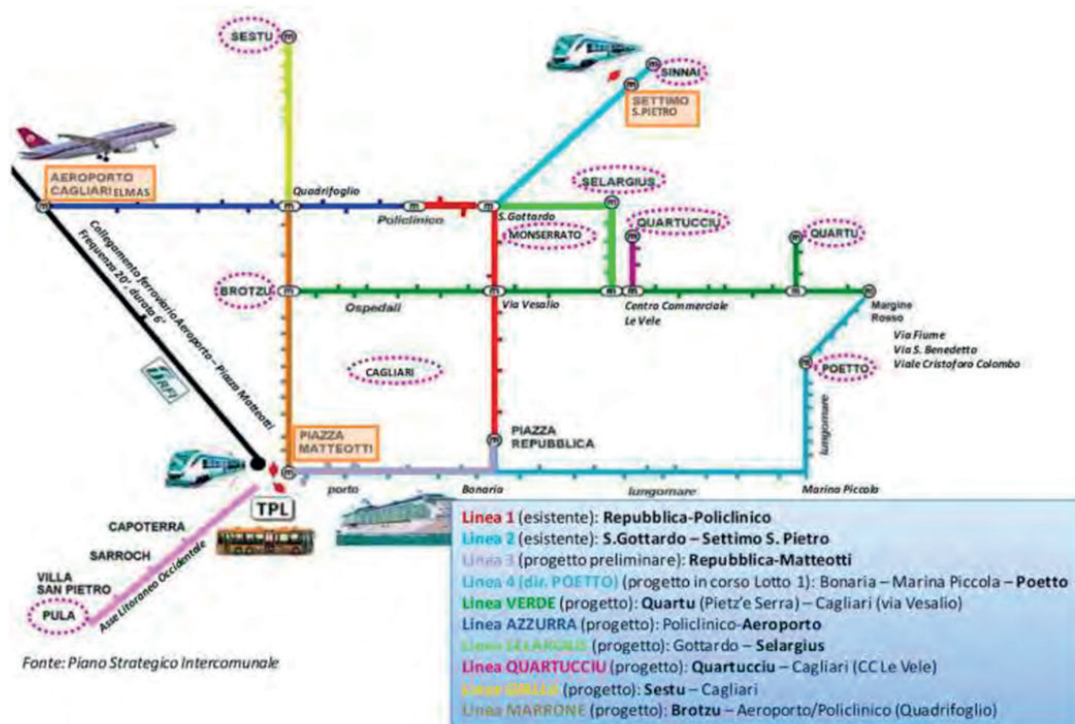 SESTU
SINNAI
SETTIMO
S.PIETRO
AEROPORTO
CAGLIARI ELMAS
Quadrifoglio
Policlinico
S.Gottardo
SELARGIUS
MONSERRATO
QUARTUCCIU
QUARTU
Collegamento ferroviario Aeroporto – Piazza Matteotti
Frequenza 20', durata 6'
RFI
BROTZU
Ospedali
Via Vesalio
Centro Commerciale
Le Vele
Margine
Rosso
Via Fiume
Via S. Benedetto
Viale Cristoforo Colombo
CAGLIARI
POETTO
lungomare
PIAZZA
MATTEOTTI
PIAZZA
REPUBBLICA
porto
Bonaria
lungomare
Marina Piccola
TPL
CAPOTERRA
SARROCH
VILLA
SAN PIETRO
PULA
Asse Litoraneo Occidentale
Linea 1 (esistente): Repubblica-Policlinico
Linea 2 (esistente): S.Gottardo – Settimo S. Pietro
Linea 3 (progetto preliminare): Repubblica-Matteotti
Linea 4 (dir. POETTO) (progetto in corso Lotto 1): Bonaria – Marina Piccola – Poetto
Linea VERDE (progetto): Quartu (Pietz'e Serra) – Cagliari (via Vesalio)
Linea AZZURRA (progetto): Policlinico-Aeroporto
Linea SELARGIUS (progetto): Gottardo – Selargius
Linea QUARTUCCIU (progetto): Quartucciu – Cagliari (CC Le Vele)
Linea GIALLA (progetto): Sestu – Cagliari
Linea MARRONE (progetto): Brotzu – Aeroporto/Policlinico (Quadrifoglio)
Fonte: Piano Strategico Intercomunale